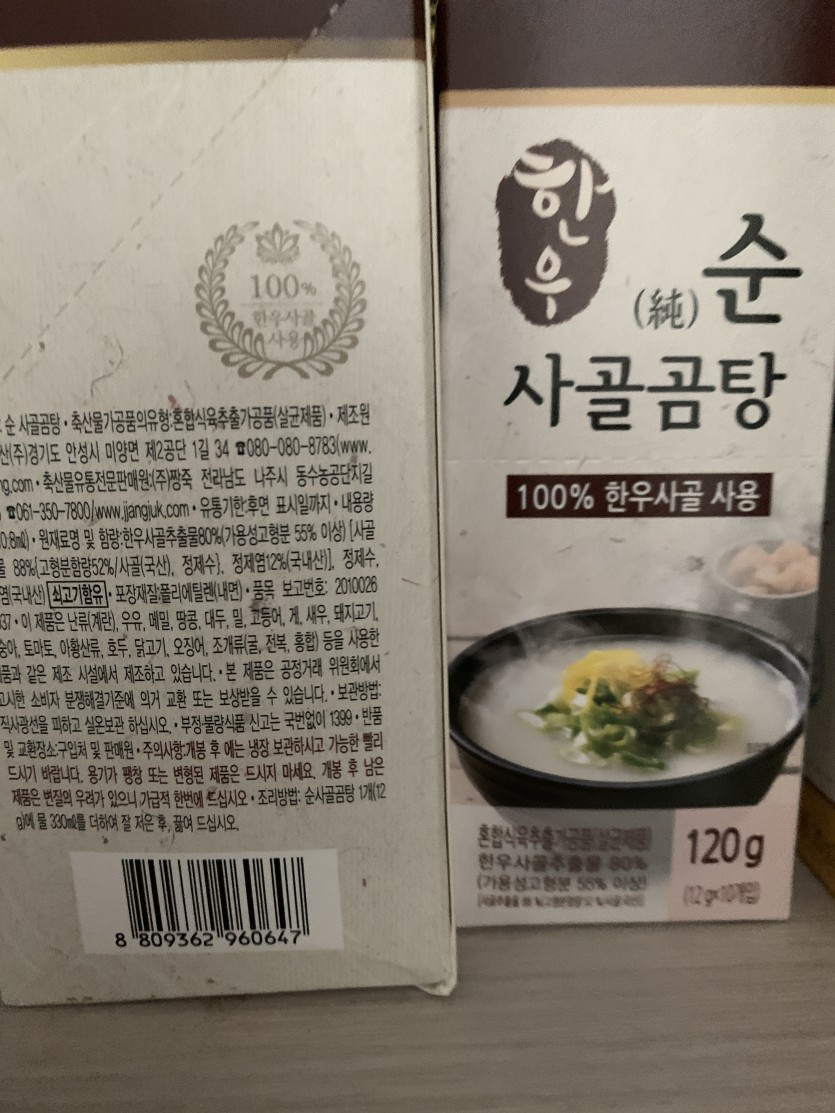 100%
한우사골
사용
순 사골곰탕 • 축산물가공품의유형:혼합식육추출가공품(살균제품) • 제조원
산(주)경기도 안성시 미양면 제2공단 1길 34 ☎080-080-8783(www.
ng.com • 축산물유통전문판매원:(주)짱죽 전라남도 나주시 동수농공단지길
☎061-350-7800/www.jjangjuk.com • 유통기한:후면 표시일까지 • 내용량
0.8㎖) • 원재료명 및 함량:한우사골추출물80%(가용성고형분 55% 이상) [사골
물 88%{고형분함량52%/사골(국산), 정제수}, 정제염12%(국내산)], 정제수,
염(국내산) 쇠고기함유 • 포장재질:폴리에틸렌(내면) • 품목 보고번호: 2010026
37 • 이 제품은 난류(계란), 우유, 메밀, 땅콩, 대두, 밀, 고등어, 게, 새우, 돼지고기,
숭아, 토마토, 아황산류, 호두, 닭고기, 오징어, 조개류(굴, 전복, 홍합) 등을 사용한
품과 같은 제조 시설에서 제조하고 있습니다. • 본 제품은 공정거래 위원회에서
고시한 소비자 분쟁해결기준에 의거 교환 또는 보상받을 수 있습니다. • 보관방법:
직사광선을 피하고 실온보관 하십시오. • 부정·불량식품 신고는 국번없이 1399 • 반품
및 교환장소:구입처 및 판매원 • 주의사항:개봉 후 에는 냉장 보관하시고 가능한 빨리
드시기 바랍니다. 용기가 팽창 또는 변형된 제품은 드시지 마세요. 개봉 후 남은
제품은 변질의 우려가 있으니 가급적 한번에 드십시오 • 조리방법: 순사골곰탕 1개(12
g)에 물 330㎖를 더하여 잘 저은 후, 끓여 드십시오.
8 809362 960647
한우
(純) 순
사골곰탕
100% 한우사골 사용
혼합식육추출가공품(살균제품)
한우사골추출물 80%
(가용성고형분 55% 이상)
120g
(12g×10개입)